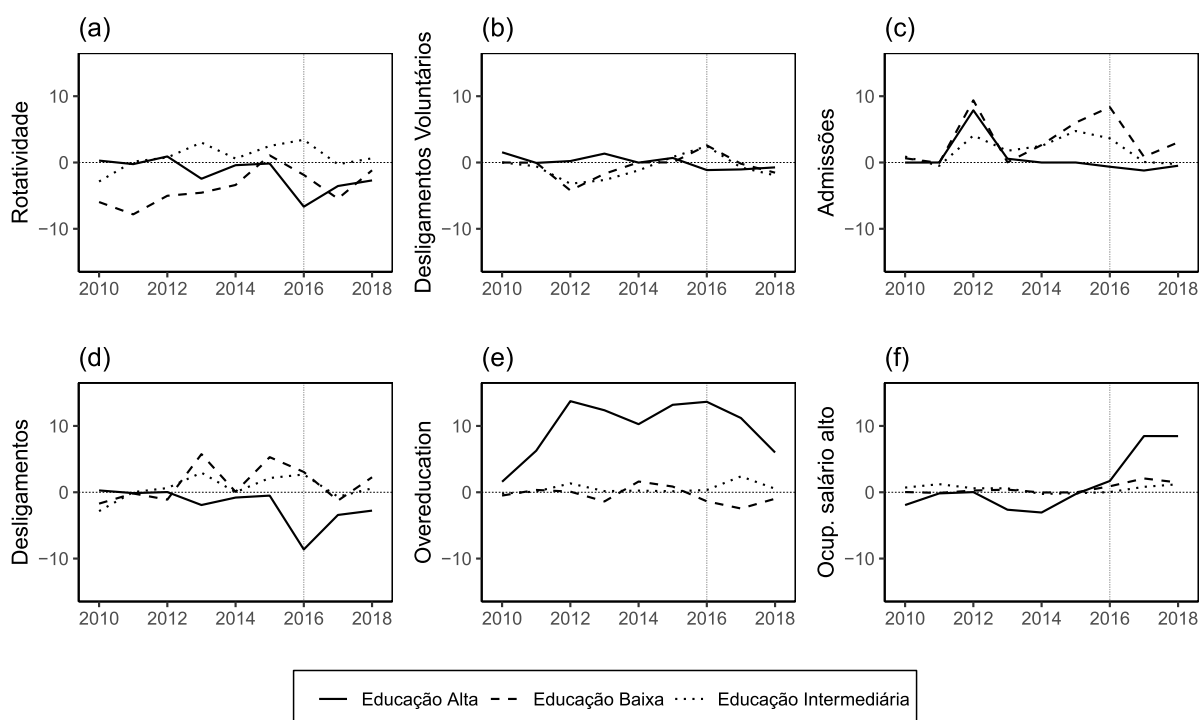 (a)
Rotatividade
10
0
−10
2010 2012 2014 2016 2018
(b)
Desligamentos Voluntários
10
0
−10
2010 2012 2014 2016 2018
(c)
Admissões
10
0
−10
2010 2012 2014 2016 2018
(d)
Desligamentos
10
0
−10
2010 2012 2014 2016 2018
(e)
Overeducation
10
0
−10
2010 2012 2014 2016 2018
(f)
Ocup. salário alto
10
0
−10
2010 2012 2014 2016 2018
Educação Alta Educação Baixa Educação Intermediária